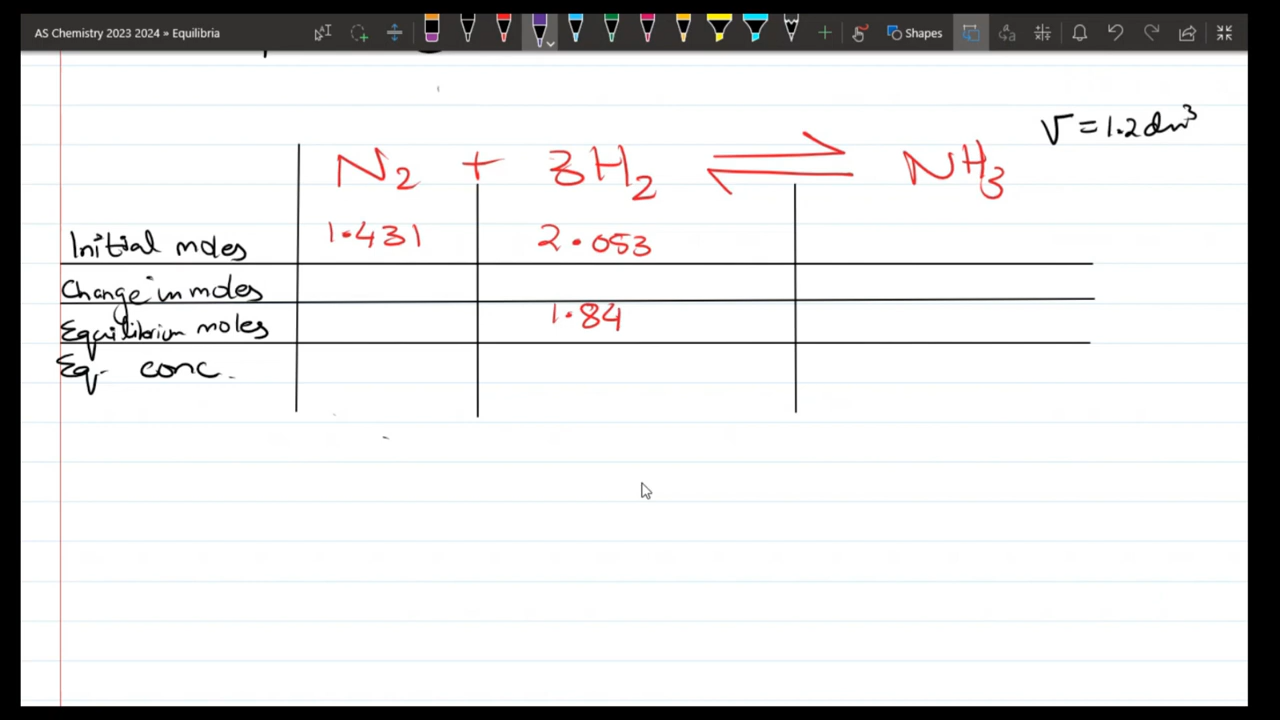 AS Chemistry 2023 2024 » Equilibria
Shapes
V = 1.2 dm³
N₂ + 3H₂ ⇌ NH₃
Initial moles 1.431 2.053
Change in moles
Equilibrium moles 1.84
Eq. conc.